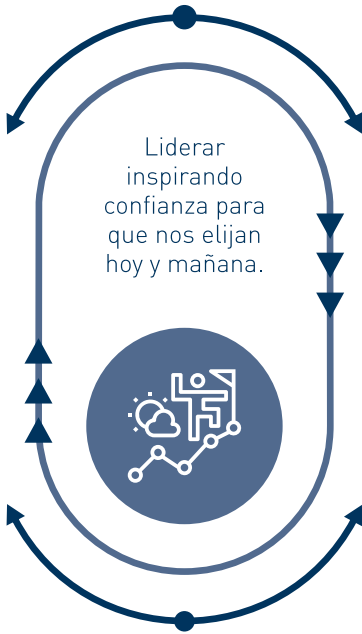 Liderar
inspirando
confianza para
que nos elijan
hoy y mañana.